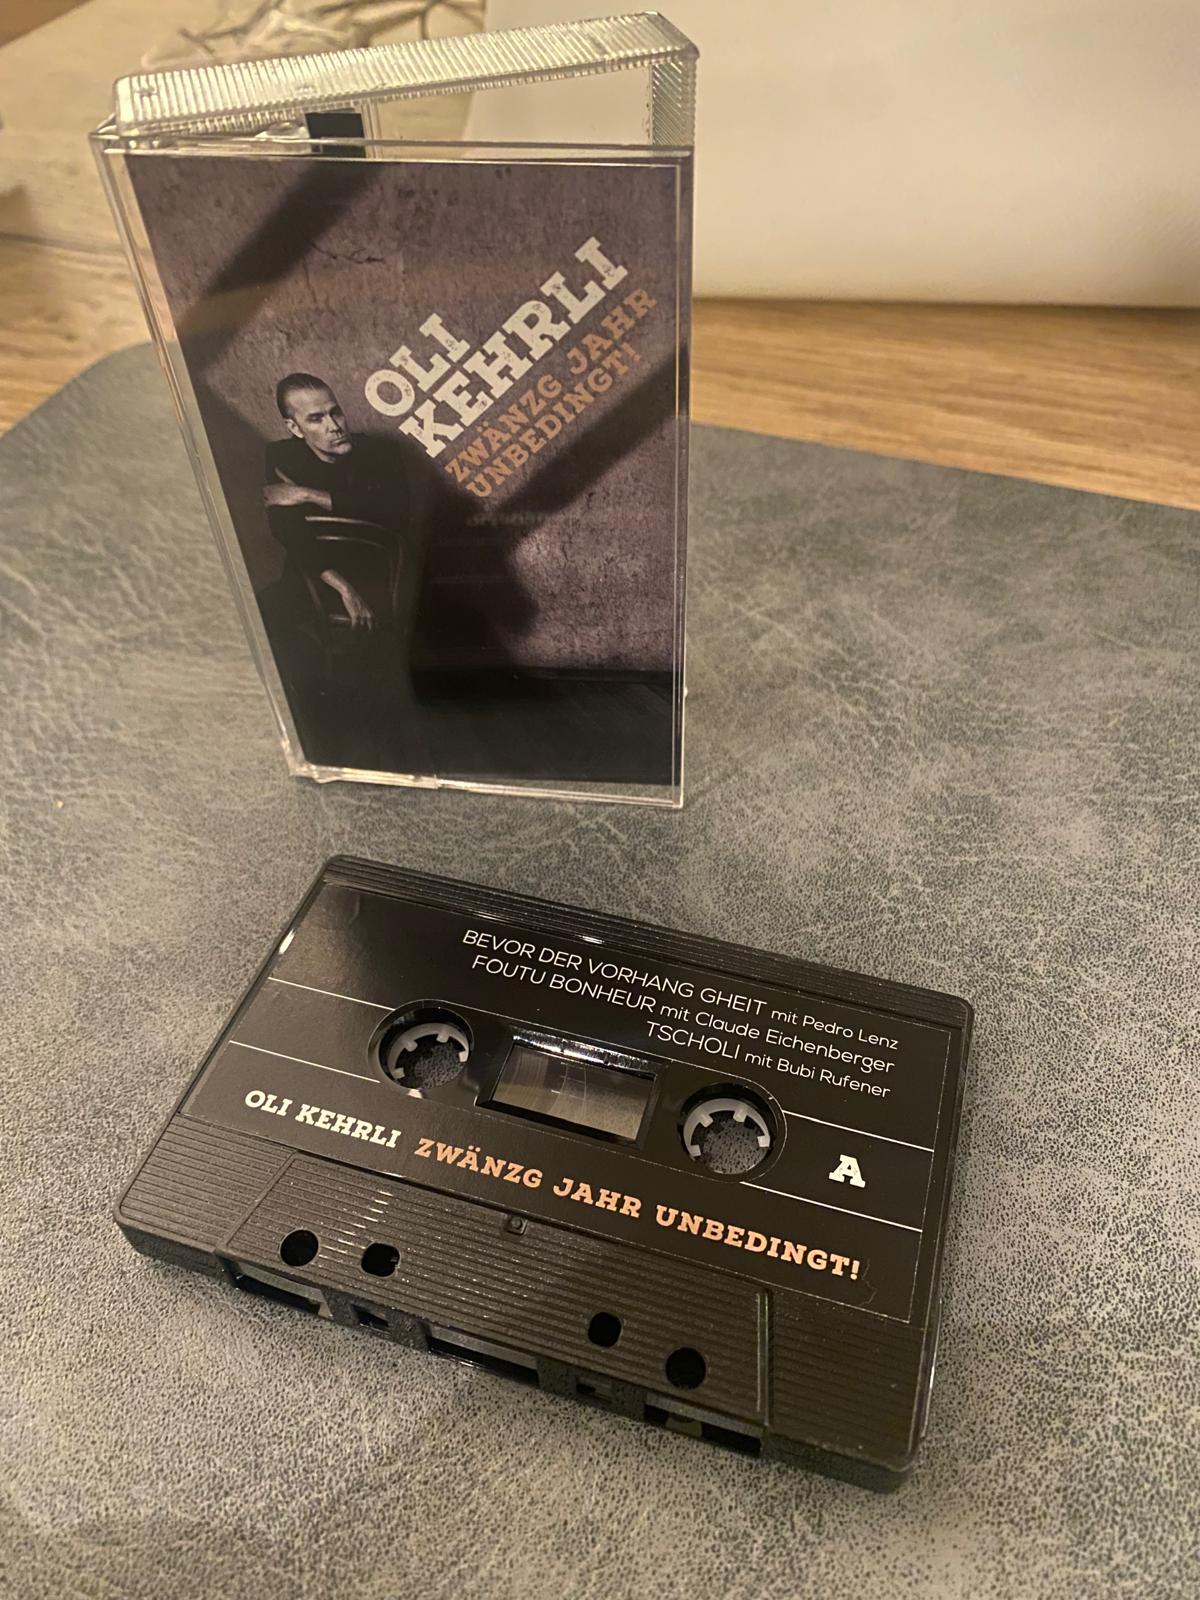 OLI
KEHRLI
ZWÄNZG JAHR
UNBEDINGT!
BEVOR DER VORHANG GHEIT mit Pedro Lenz
FOUTU BONHEUR mit Claude Eichenberger
TSCHOLI mit Bubi Rufener
A
OLI KEHRLI ZWÄNZG JAHR UNBEDINGT!